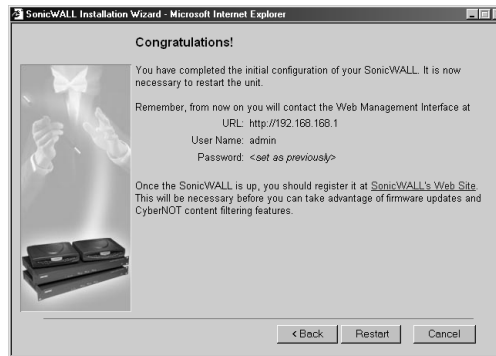 SonicWALL Installation Wizard - Microsoft Internet Explorer
Congratulations!
You have completed the initial configuration of your SonicWALL. It is now
necessary to restart the unit.
Remember, from now on you will contact the Web Management Interface at
URL: http://192.168.168.1
User Name: admin
Password: <set as previously>
Once the SonicWALL is up, you should register it at SonicWALL's Web Site.
This will be necessary before you can take advantage of firmware updates and
CyberNOT content filtering features.
< Back Restart Cancel